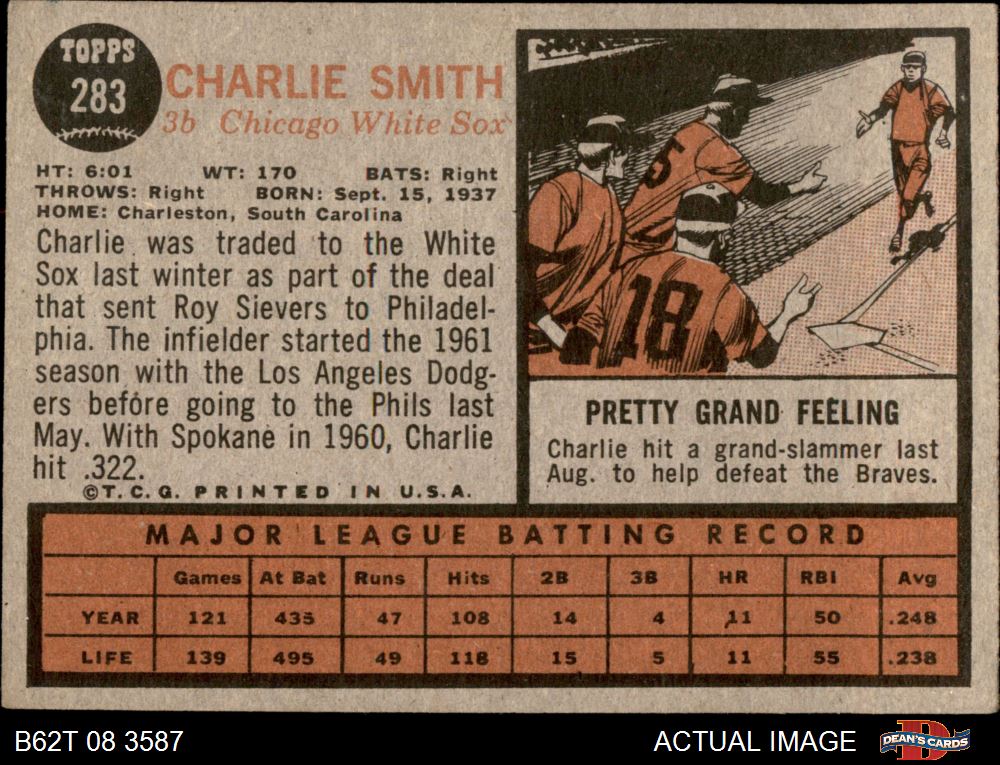 TOPPS
283
CHARLIE SMITH
3b Chicago White Sox
HT: 6:01 WT: 170 BATS: Right
THROWS: Right BORN: Sept. 15, 1937
HOME: Charleston, South Carolina
Charlie was traded to the White
Sox last winter as part of the deal
that sent Roy Sievers to Philadel-
phia. The infielder started the 1961
season with the Los Angeles Dodg-
ers before going to the Phils last
May. With Spokane in 1960, Charlie
hit .322.
©T.C.G. PRINTED IN U.S.A.
5
18
PRETTY GRAND FEELING
Charlie hit a grand-slammer last
Aug. to help defeat the Braves.
MAJOR LEAGUE BATTING RECORD
Games At Bat Runs Hits 2B 3B HR RBI Avg
YEAR 121 435 47 108 14 4 11 50 .248
LIFE 139 495 49 118 15 5 11 55 .238
B62T 08 3587
ACTUAL IMAGE
DEAN'S CARDS